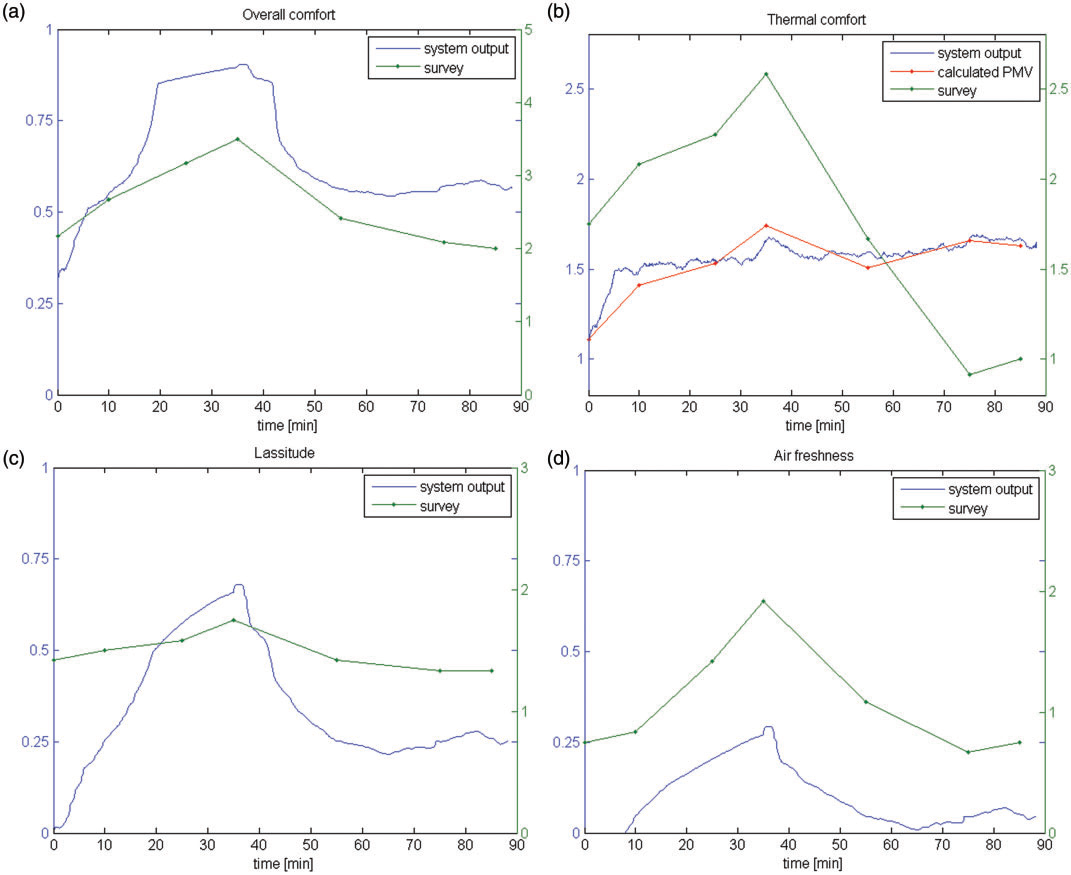 (a)
Overall comfort
system output
survey
1
0.75
0.5
0.25
0
5
4
3
2
1
0
0 10 20 30 40 50 60 70 80 90
time [min]
(b)
Thermal comfort
system output
calculated PMV
survey
2.5
2
1.5
1
2.5
2
1.5
1
0 10 20 30 40 50 60 70 80 90
time [min]
(c)
Lassitude
system output
survey
1
0.75
0.5
0.25
0
3
2
1
0
0 10 20 30 40 50 60 70 80 90
time [min]
(d)
Air freshness
system output
survey
1
0.75
0.5
0.25
0
3
2
1
0
0 10 20 30 40 50 60 70 80 90
time [min]